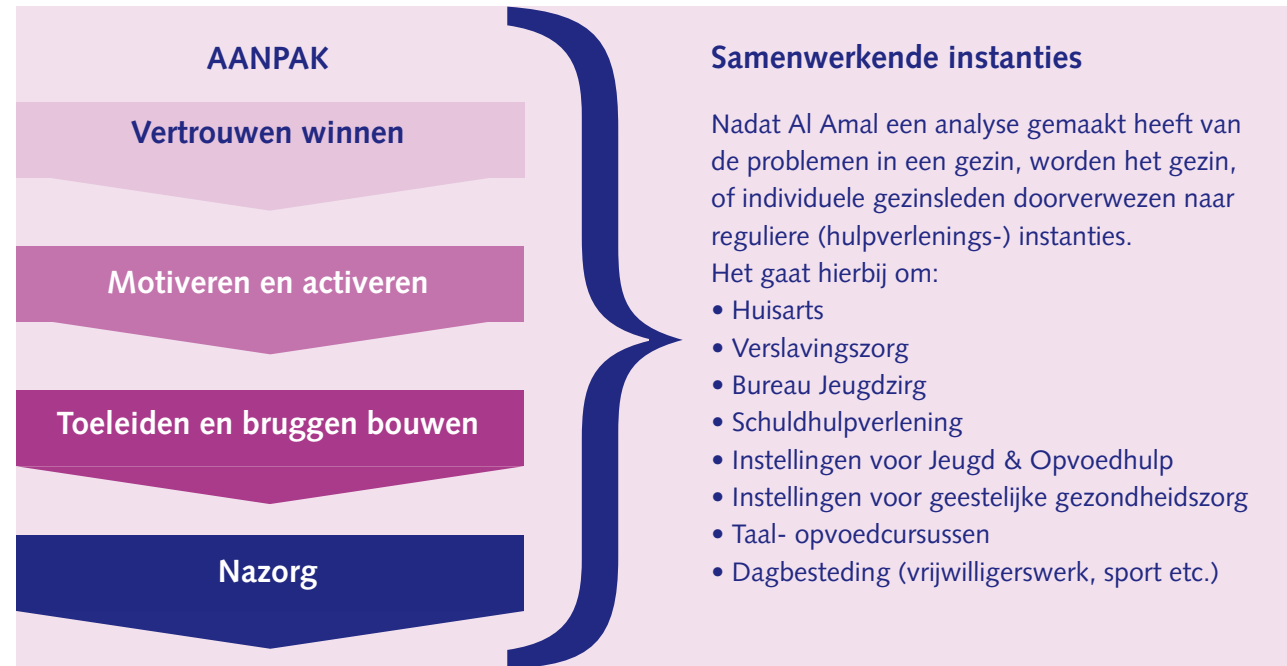 AANPAK
Vertrouwen winnen
Motiveren en activeren
Toeleiden en bruggen bouwen
Nazorg
Samenwerkende instanties
Nadat Al Amal een analyse gemaakt heeft van
de problemen in een gezin, worden het gezin,
of individuele gezinsleden doorverwezen naar
reguliere (hulpverlenings-) instanties.
Het gaat hierbij om:
• Huisarts
• Verslavingszorg
• Bureau Jeugdzirg
• Schuldhulpverlening
• Instellingen voor Jeugd & Opvoedhulp
• Instellingen voor geestelijke gezondheidszorg
• Taal- opvoedcursussen
• Dagbesteding (vrijwilligerswerk, sport etc.)